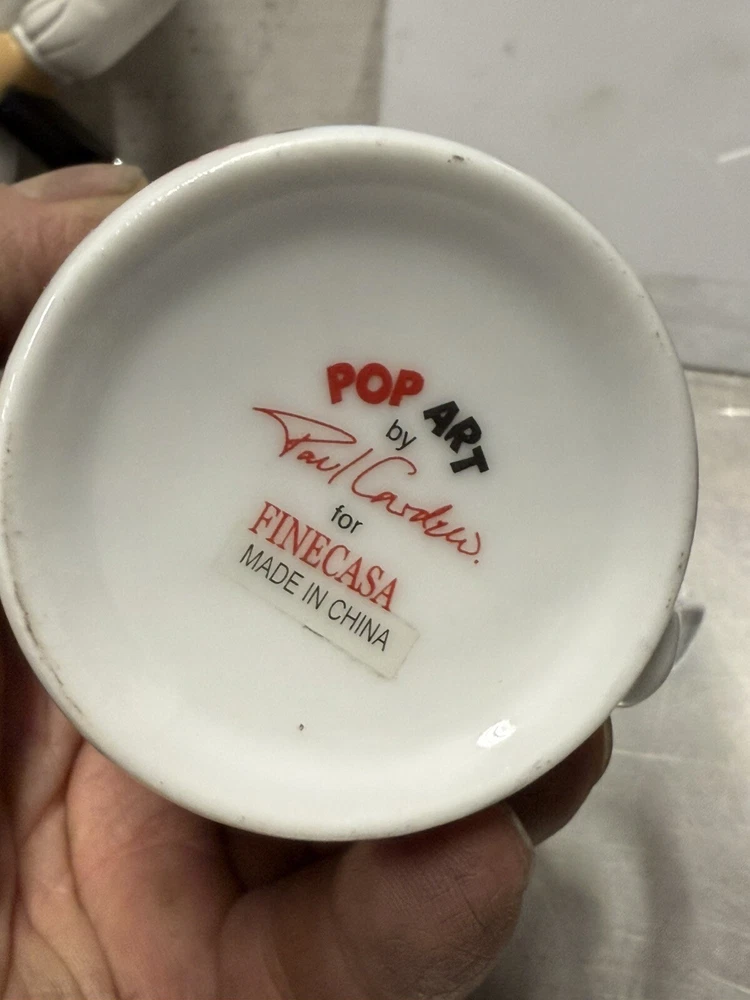 POP ART
by
Paul Cardew.
for
FINECASA
MADE IN CHINA